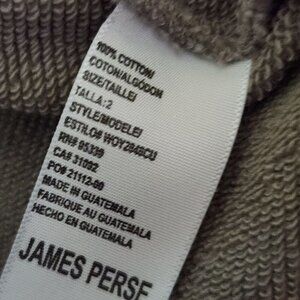 100% COTTON/
COTON/ALGODON
SIZE/TAILLE/
TALLA: 2
STYLE/MODELE/
ESTILO# WOYZ849CU
RN# 95339
CA# 31092
PO# 21112-00
MADE IN GUATEMALA
FABRIQUE AU GUATEMALA
HECHO EN GUATEMALA
JAMES PERSE